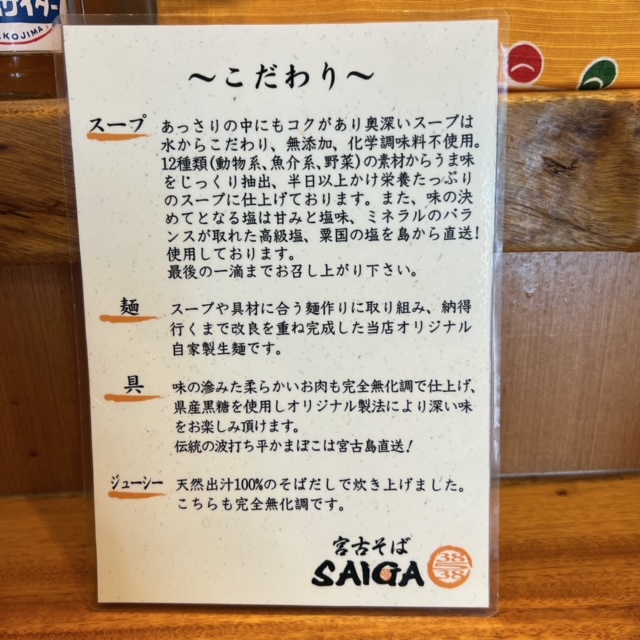 サイダー
KOJIMA
～こだわり～
スープ
あっさりの中にもコクがあり奥深いスープは
水からこだわり、無添加、化学調味料不使用。
12種類(動物系、魚介系、野菜)の素材からうま味
をじっくり抽出、半日以上かけ栄養たっぷり
のスープに仕上げております。また、味の決
めてとなる塩は甘みと塩味、ミネラルのバラ
ンスが取れた高級塩、粟国の塩を島から直送!
使用しております。
最後の一滴までお召し上がり下さい。
麺
スープや具材に合う麺作りに取り組み、納得
行くまで改良を重ね完成した当店オリジナル
自家製生麺です。
具
味の滲みた柔らかいお肉も完全無化調で仕上げ、
県産黒糖を使用しオリジナル製法により深い味
をお楽しみ頂けます。
伝統の波打ち平かまぼこは宮古島直送!
ジューシー
天然出汁100%のそばだしで炊き上げました。
こちらも完全無化調です。
宮古そば
SAIGA
38
38